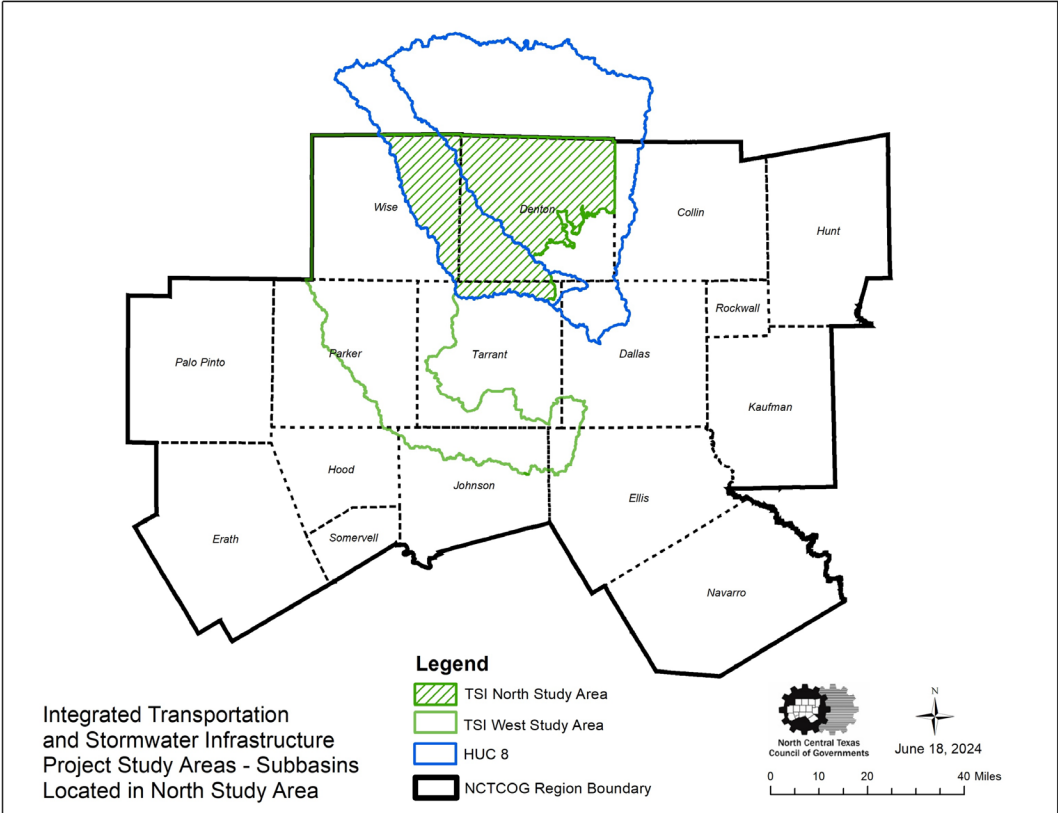 Wise
Denton
Collin
Hunt
Rockwall
Palo Pinto
Parker
Tarrant
Dallas
Kaufman
Hood
Johnson
Ellis
Erath
Somervell
Navarro
Legend
TSI North Study Area
TSI West Study Area
HUC 8
NCTCOG Region Boundary
Integrated Transportation
and Stormwater Infrastructure
Project Study Areas - Subbasins
Located in North Study Area
North Central Texas
Council of Governments
N
June 18, 2024
0 10 20 40 Miles